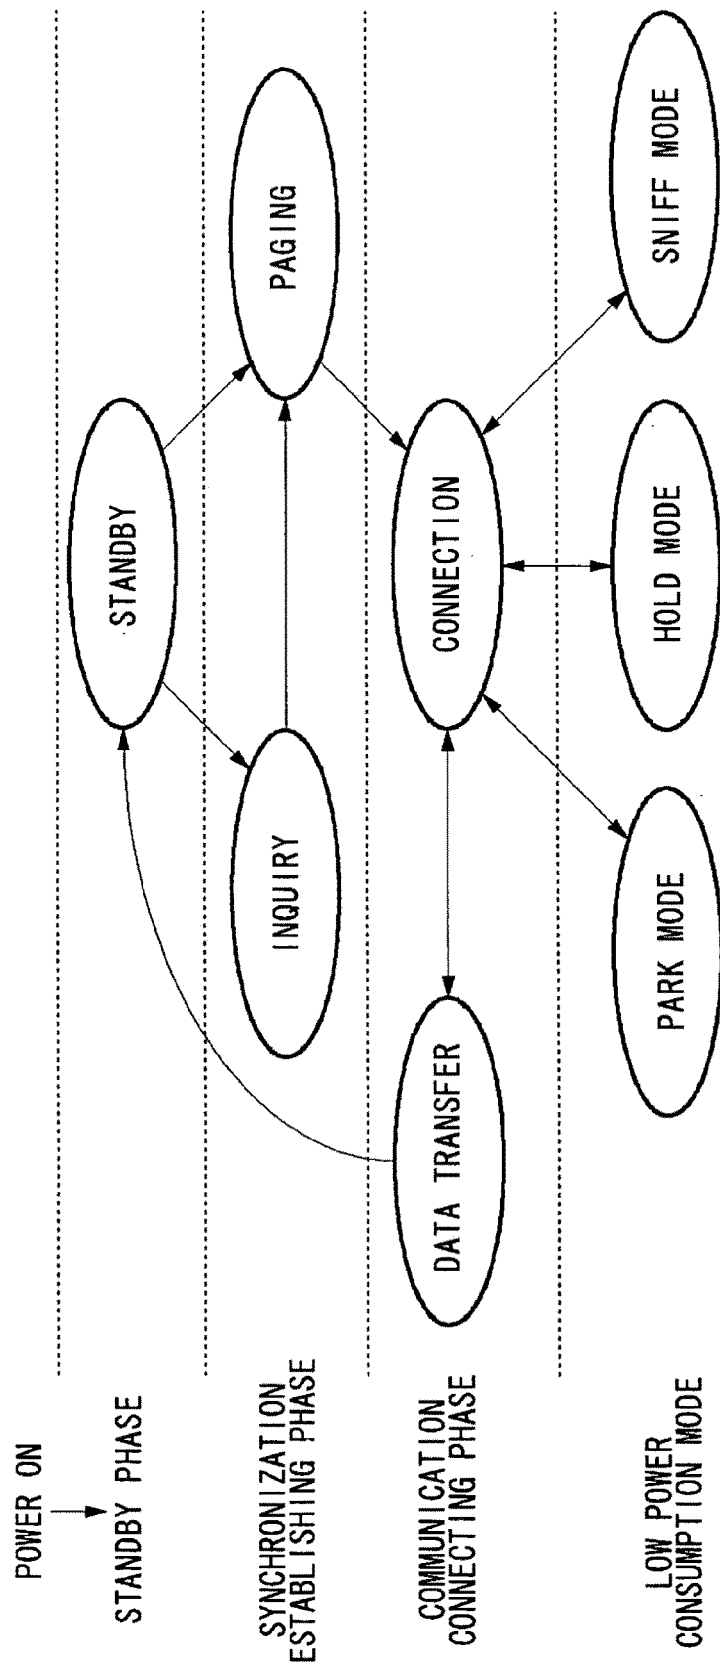 POWER ON
STANDBY PHASE
STANDBY
SYNCHRONIZATION
ESTABLISHING PHASE
INQUIRY
PAGING
COMMUNICATION
CONNECTING PHASE
DATA TRANSFER
CONNECTION
LOW POWER
CONSUMPTION MODE
PARK MODE
HOLD MODE
SNIFF MODE